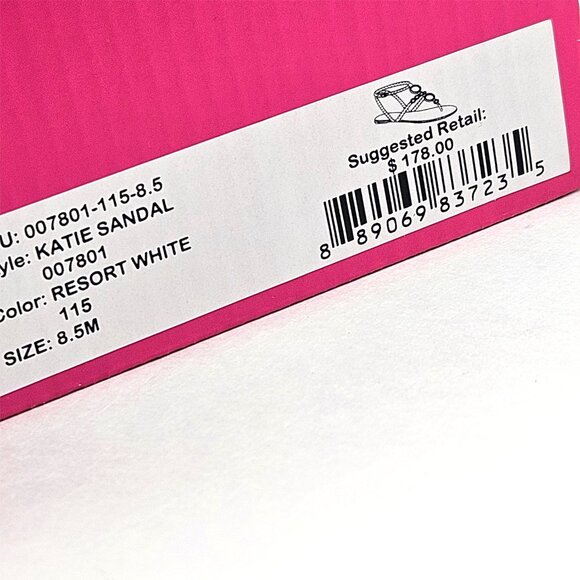 U: 007801-115-8.5
yle: KATIE SANDAL
007801
Color: RESORT WHITE
115
SIZE: 8.5M
Suggested Retail:
$ 178.00
8 89069 83723 5